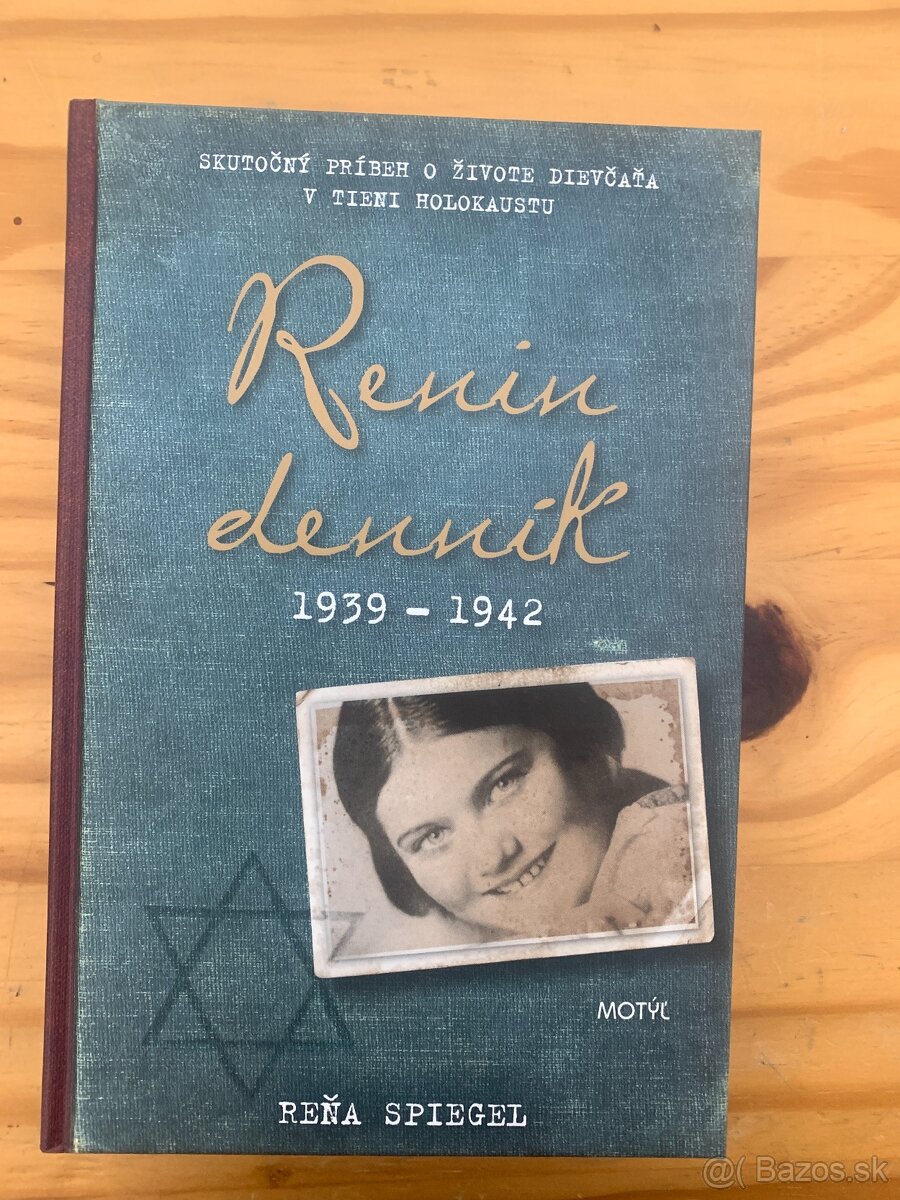 SKUTOČNÝ PRÍBEH O ŽIVOTE DIEVČAŤA
V TIENI HOLOKAUSTU
Renin
denník
1939 – 1942
MOTÝĽ
REŇA SPIEGEL
@( Bazos.sk